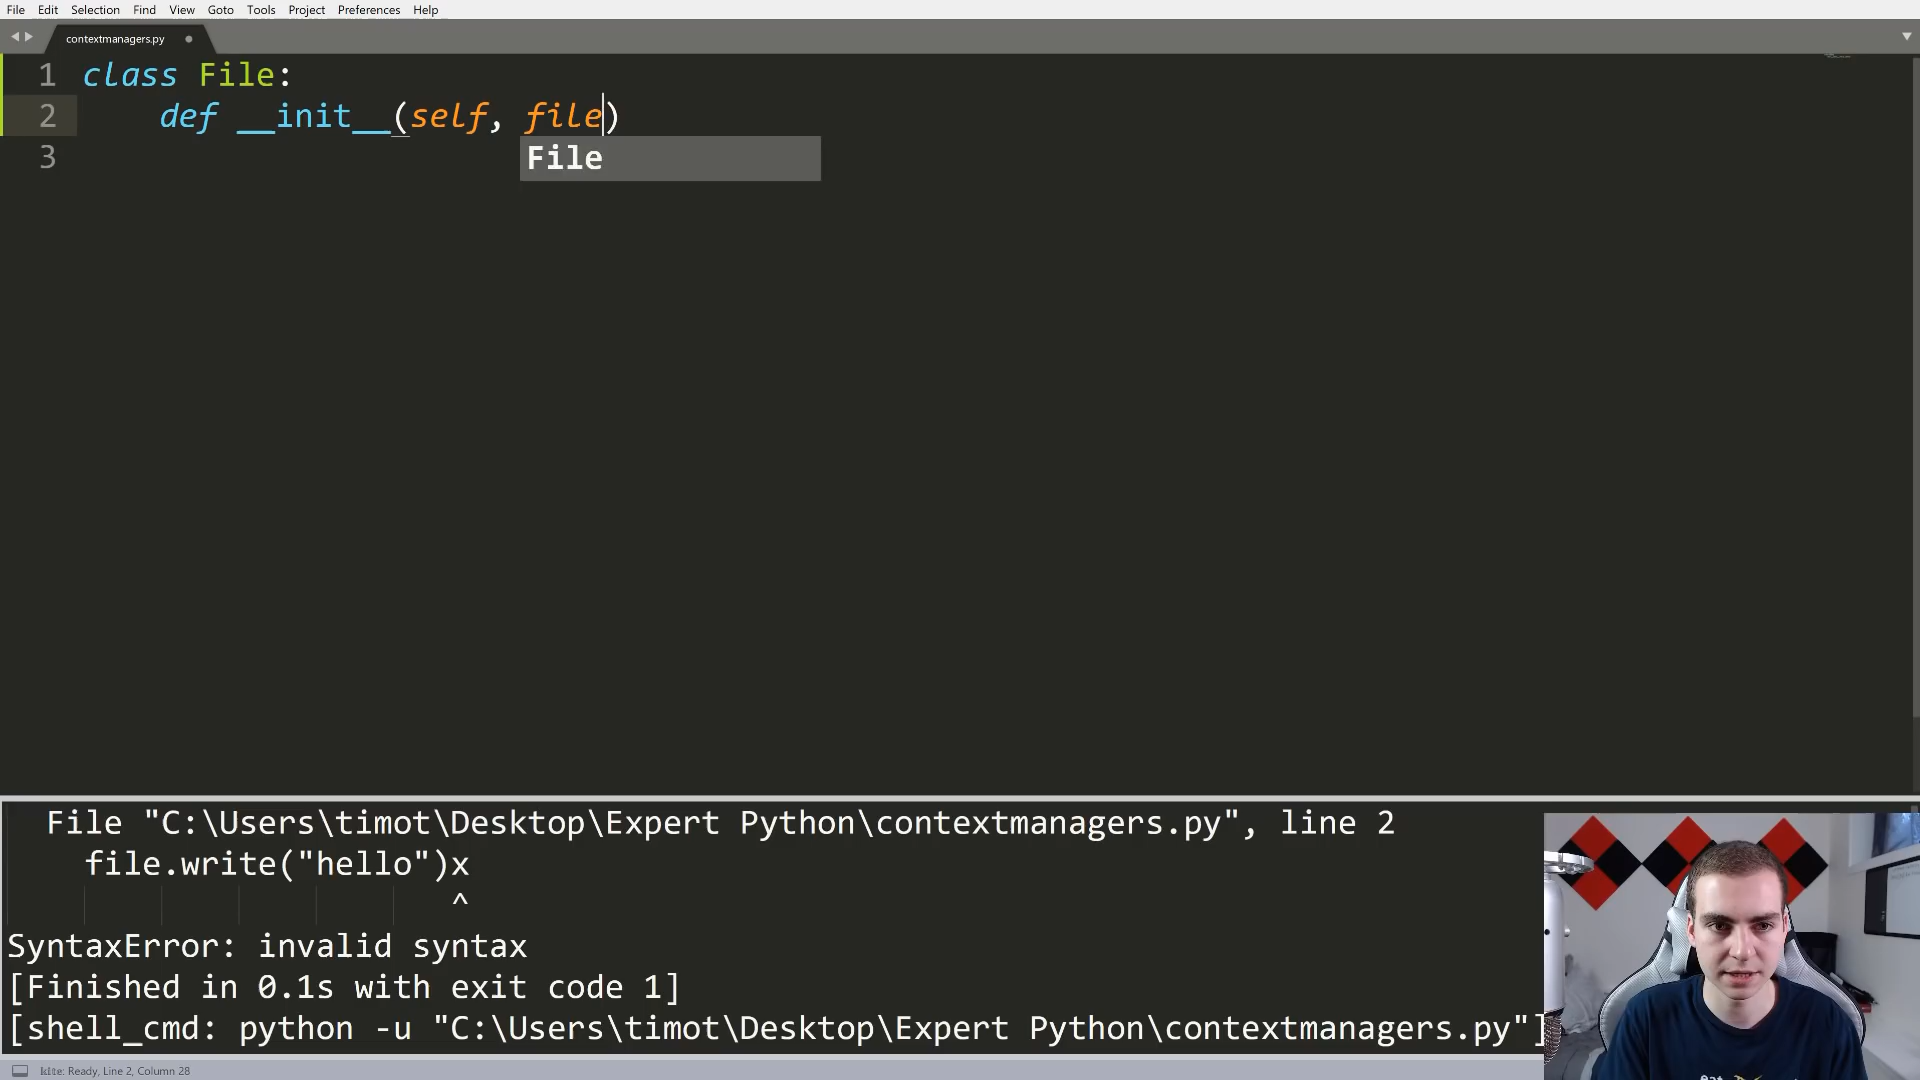 File Edit Selection Find View Goto Tools Project Preferences Help
contextmanagers.py
1 class File:
2 def __init__(self, file)
File
3
File "C:\Users\timot\Desktop\Expert Python\contextmanagers.py", line 2
file.write("hello")x
^
SyntaxError: invalid syntax
[Finished in 0.1s with exit code 1]
[shell_cmd: python -u "C:\Users\timot\Desktop\Expert Python\contextmanagers.py"]
Ready, Line 2, Column 28
eat